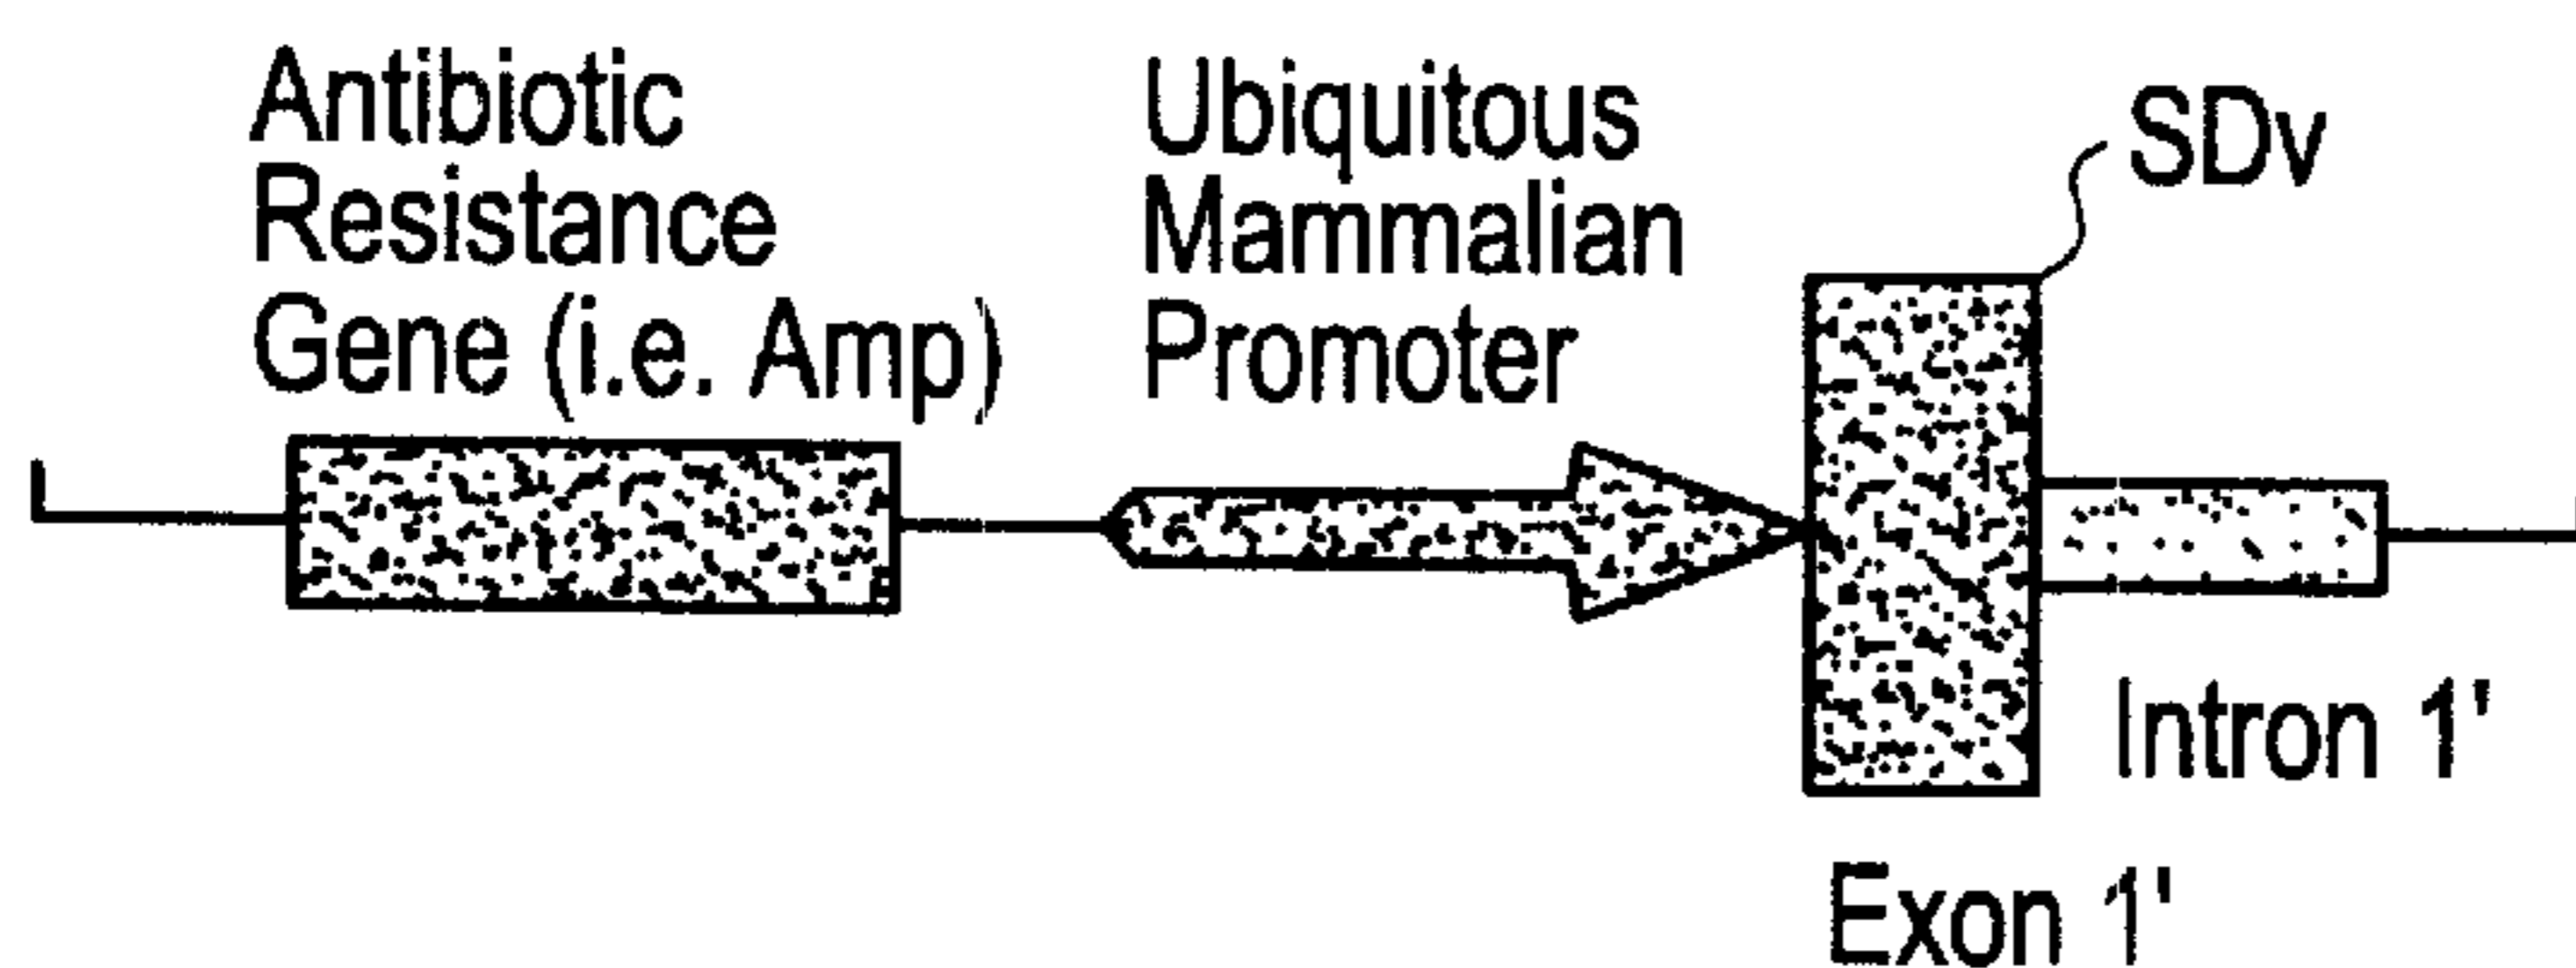 Antibiotic
Resistance
Gene (i.e. Amp)
Ubiquitous
Mammalian
Promoter
SDv
Intron 1'
Exon 1'